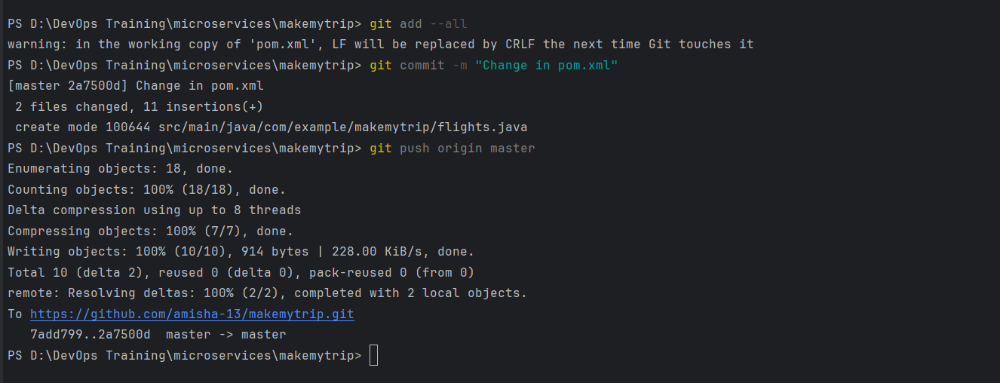 PS D:\DevOps Training\microservices\makemytrip> git add --all
warning: in the working copy of 'pom.xml', LF will be replaced by CRLF the next time Git touches it
PS D:\DevOps Training\microservices\makemytrip> git commit -m "Change in pom.xml"
[master 2a7500d] Change in pom.xml
 2 files changed, 11 insertions(+)
 create mode 100644 src/main/java/com/example/makemytrip/flights.java
PS D:\DevOps Training\microservices\makemytrip> git push origin master
Enumerating objects: 18, done.
Counting objects: 100% (18/18), done.
Delta compression using up to 8 threads
Compressing objects: 100% (7/7), done.
Writing objects: 100% (10/10), 914 bytes | 228.00 KiB/s, done.
Total 10 (delta 2), reused 0 (delta 0), pack-reused 0 (from 0)
remote: Resolving deltas: 100% (2/2), completed with 2 local objects.
To https://github.com/amisha-13/makemytrip.git
   7add799..2a7500d  master -> master
PS D:\DevOps Training\microservices\makemytrip>